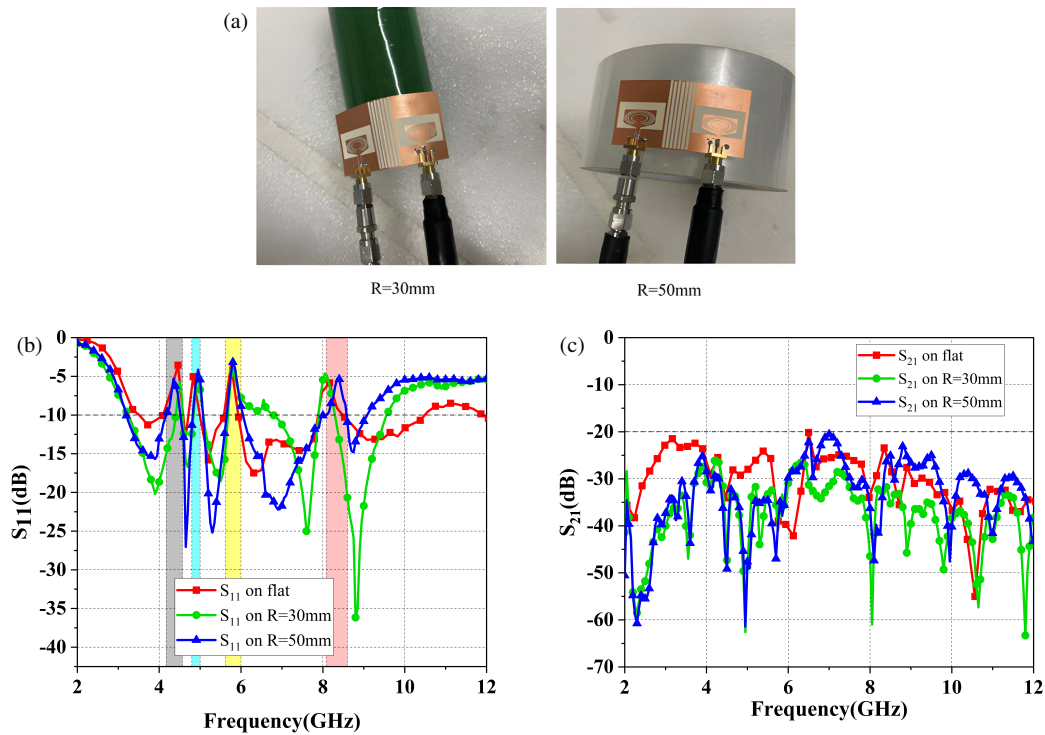 (a)
R=30mm
R=50mm
(b)
0
-5
-10
-15
-20
-25
-30
-35
-40
S11(dB)
S11 on flat
S11 on R=30mm
S11 on R=50mm
2
4
6
8
10
12
Frequency(GHz)
(c)
0
-10
-20
-30
-40
-50
-60
-70
S21(dB)
S21 on flat
S21 on R=30mm
S21 on R=50mm
2
4
6
8
10
12
Frequency(GHz)